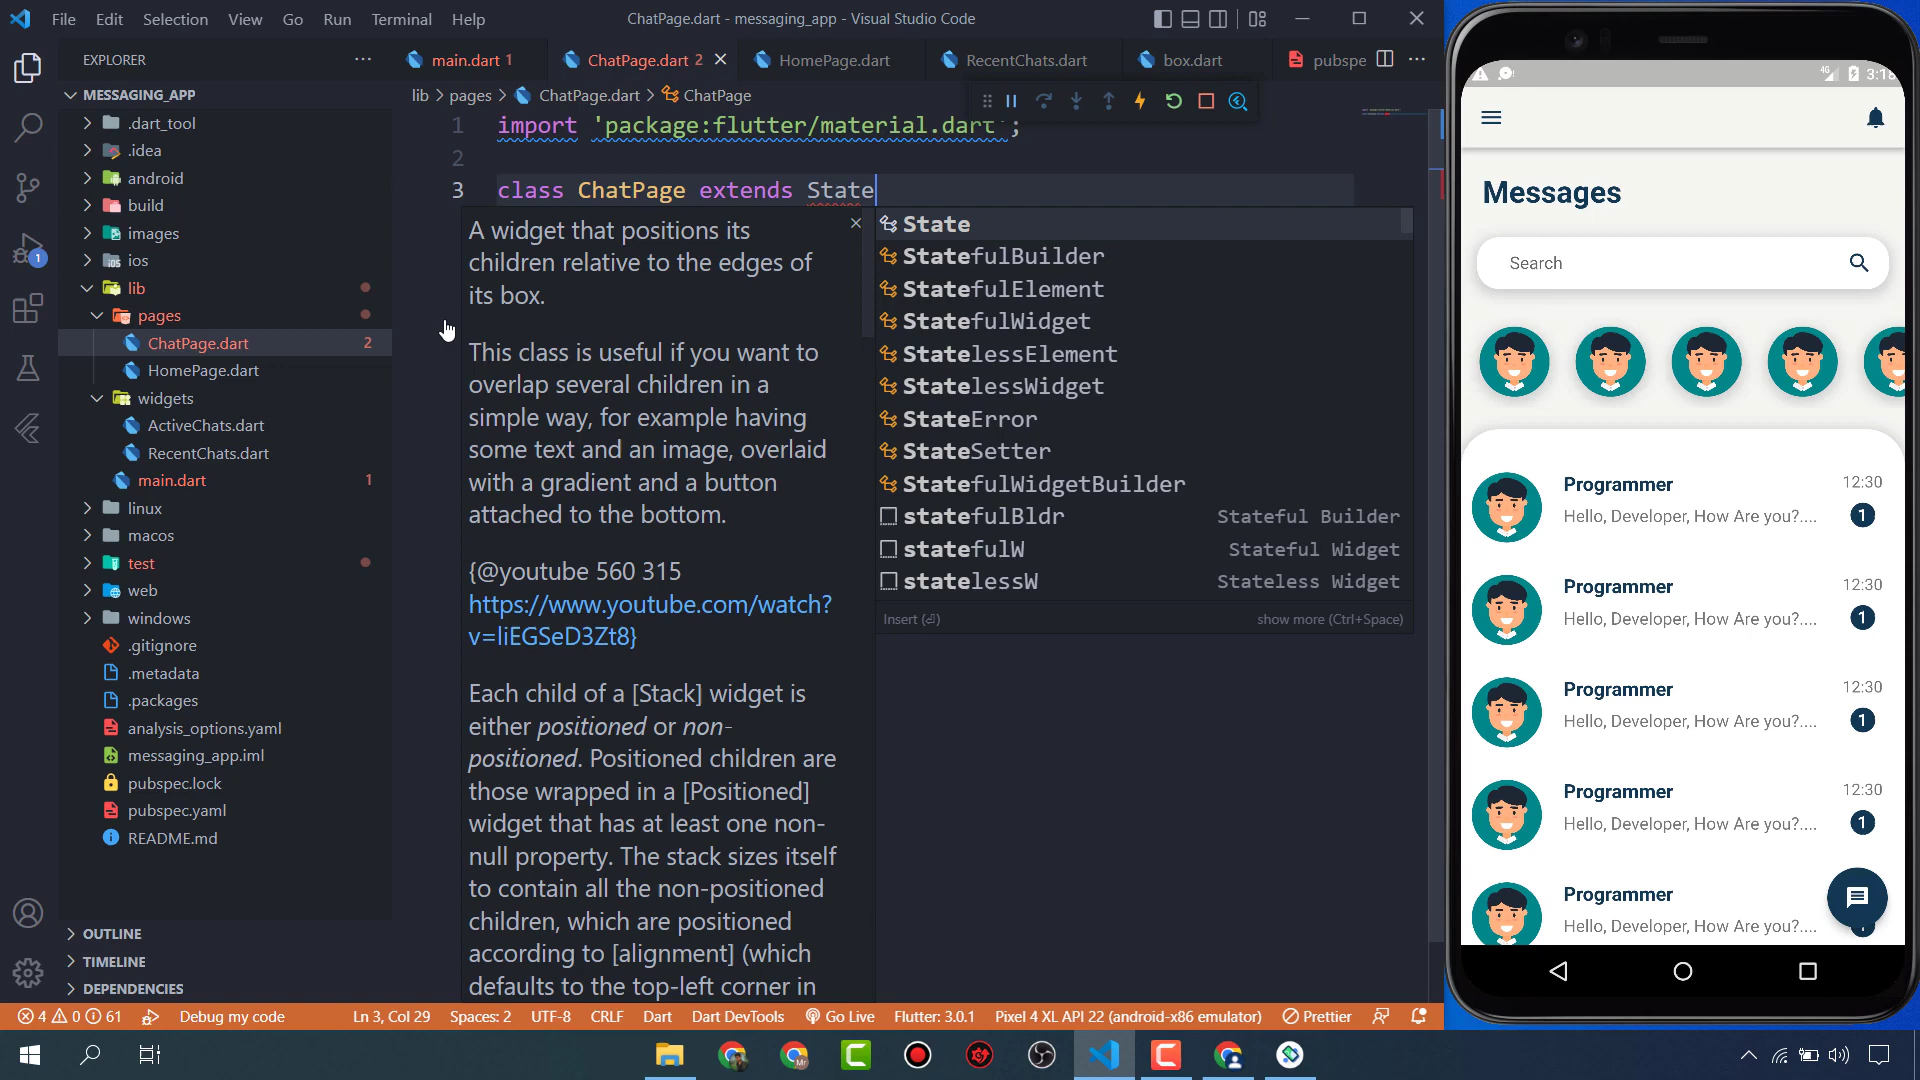 File Edit Selection View Go Run Terminal Help
ChatPage.dart - messaging_app - Visual Studio Code
EXPLORER
MESSAGING_APP
.dart_tool
.idea
android
build
images
ios
lib
pages
ChatPage.dart 2
HomePage.dart
widgets
ActiveChats.dart
RecentChats.dart
main.dart 1
linux
macos
test
web
windows
.gitignore
.metadata
.packages
analysis_options.yaml
messaging_app.iml
pubspec.lock
pubspec.yaml
README.md
OUTLINE
TIMELINE
DEPENDENCIES
1
main.dart 1 ChatPage.dart 2 HomePage.dart RecentChats.dart box.dart pubspe
lib > pages > ChatPage.dart > ChatPage
1 import 'package:flutter/material.dart';
2
3 class ChatPage extends State
A widget that positions its
children relative to the edges of
its box.
This class is useful if you want to
overlap several children in a
simple way, for example having
some text and an image, overlaid
with a gradient and a button
attached to the bottom.
{@youtube 560 315
https://www.youtube.com/watch?
v=liEGSeD3Zt8}
Each child of a [Stack] widget is
either positioned or non-
positioned. Positioned children are
those wrapped in a [Positioned]
widget that has at least one non-
null property. The stack sizes itself
to contain all the non-positioned
children, which are positioned
according to [alignment] (which
defaults to the top-left corner in
State
StatefulBuilder
StatefulElement
StatefulWidget
StatelessElement
StatelessWidget
StateError
StateSetter
StatefulWidgetBuilder
statefulBldr Stateful Builder
statefulW Stateful Widget
statelessW Stateless Widget
Insert (⏎) show more (Ctrl+Space)
4 0 61 Debug my code Ln 3, Col 29 Spaces: 2 UTF-8 CRLF Dart Dart DevTools Go Live Flutter: 3.0.1 Pixel 4 XL API 22 (android-x86 emulator) Prettier
4G 3:18
Messages
Search
Programmer 12:30
Hello, Developer, How Are you?.... 1
Programmer 12:30
Hello, Developer, How Are you?.... 1
Programmer 12:30
Hello, Developer, How Are you?.... 1
Programmer 12:30
Hello, Developer, How Are you?.... 1
Programmer
Hello, Developer, How Are you?....